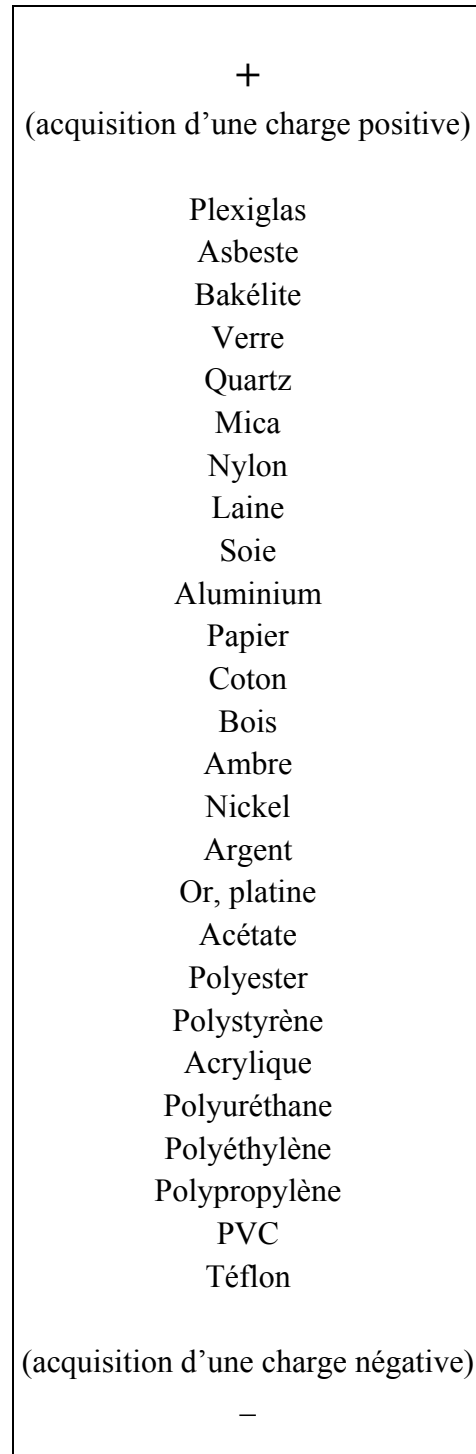 +
(acquisition d’une charge positive)
Plexiglas
Asbeste
Bakélite
Verre
Quartz
Mica
Nylon
Laine
Soie
Aluminium
Papier
Coton
Bois
Ambre
Nickel
Argent
Or, platine
Acétate
Polyester
Polystyrène
Acrylique
Polyuréthane
Polyéthylène
Polypropylène
PVC
Téflon
(acquisition d’une charge négative)
–